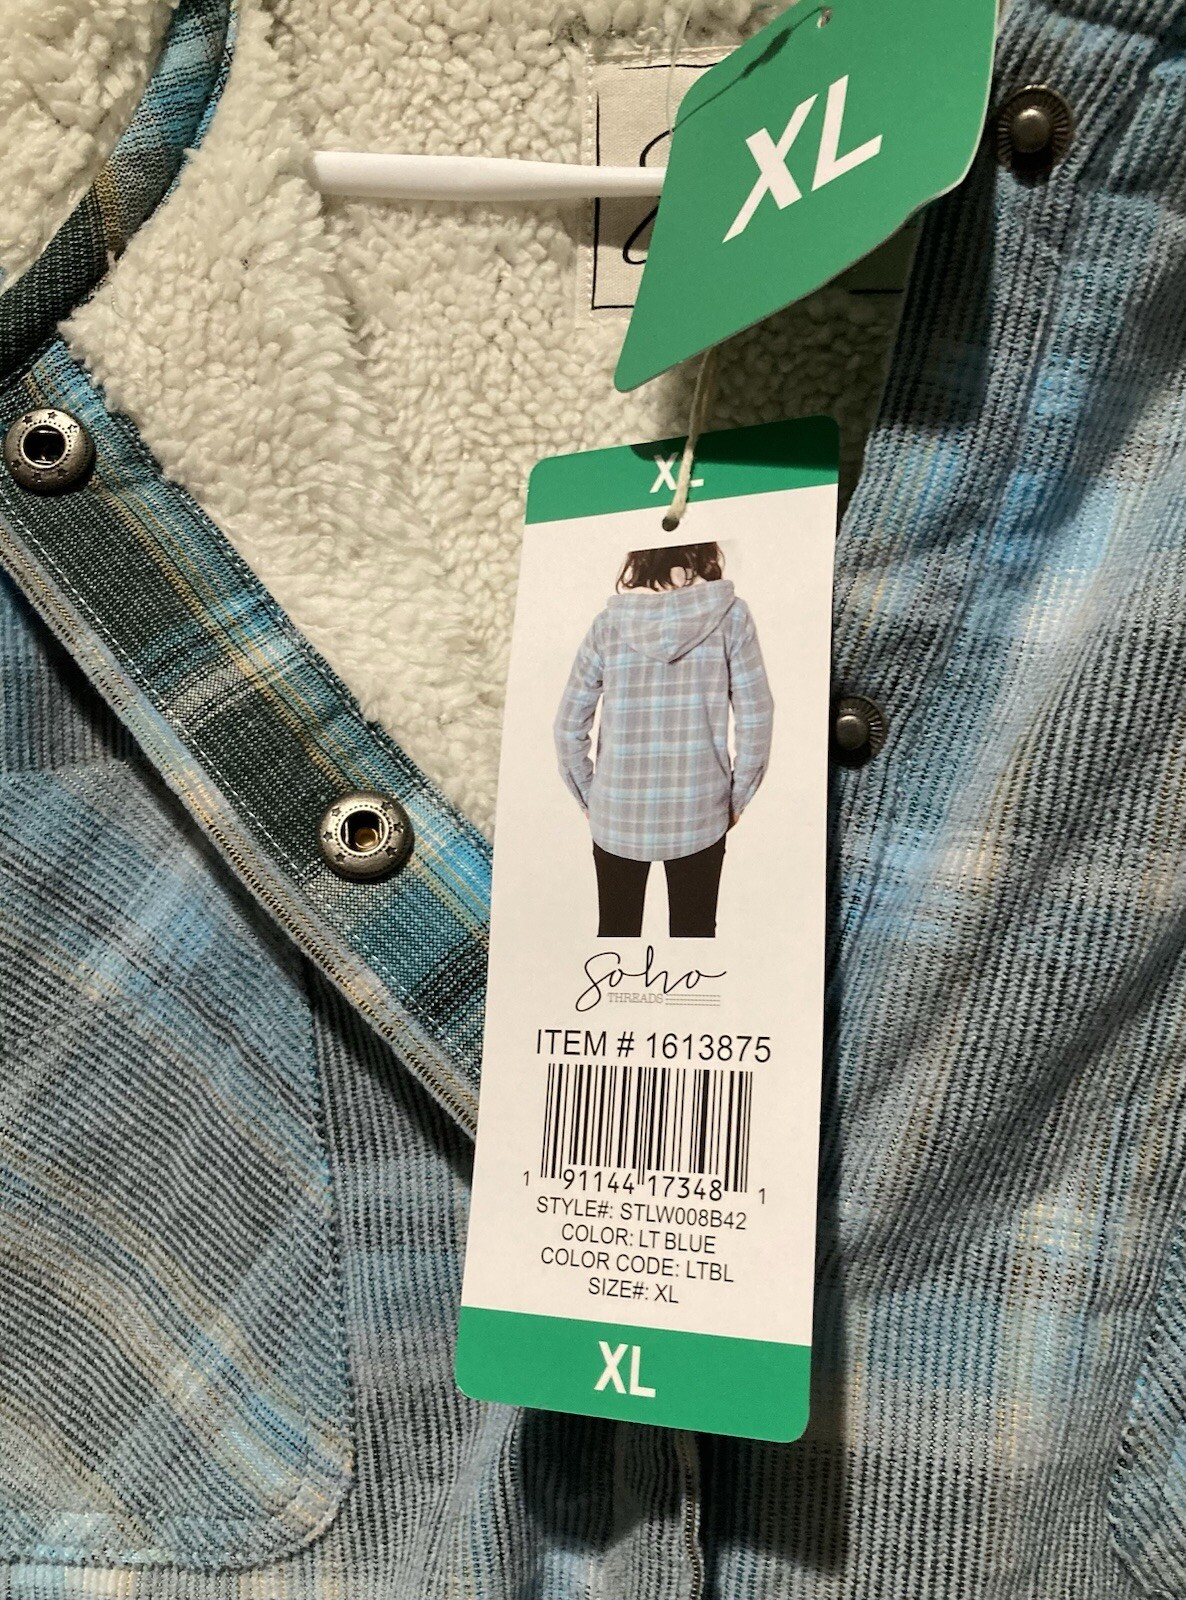 XL
XL
Soho
THREADS
ITEM # 1613875
1 91144 17348 1
STYLE#: STLW008B42
COLOR: LT BLUE
COLOR CODE: LTBL
SIZE#: XL
XL